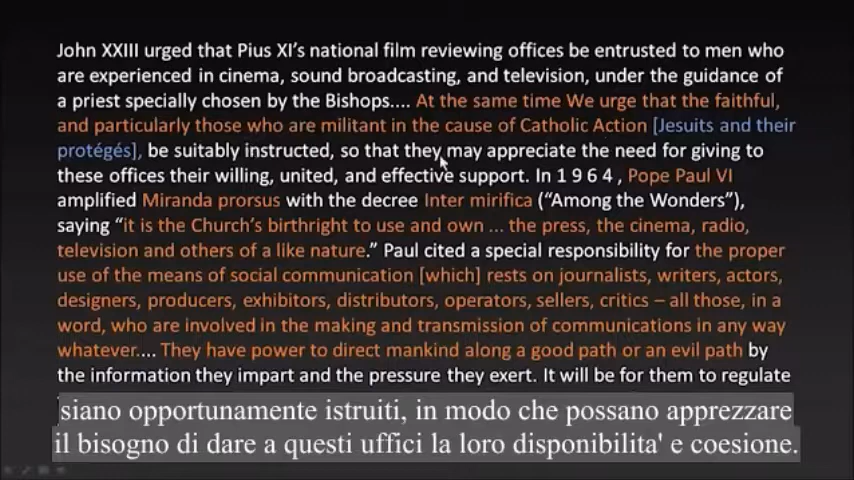 John XXIII urged that Pius XI's national film reviewing offices be entrusted to men who
are experienced in cinema, sound broadcasting, and television, under the guidance of
a priest specially chosen by the Bishops.... At the same time We urge that the faithful,
and particularly those who are militant in the cause of Catholic Action [Jesuits and their
protégés], be suitably instructed, so that they may appreciate the need for giving to
these offices their willing, united, and effective support. In 1 9 6 4 , Pope Paul VI
amplified Miranda prorsus with the decree Inter mirifica (“Among the Wonders”),
saying “it is the Church's birthright to use and own ... the press, the cinema, radio,
television and others of a like nature.” Paul cited a special responsibility for the proper
use of the means of social communication [which] rests on journalists, writers, actors,
designers, producers, exhibitors, distributors, operators, sellers, critics – all those, in a
word, who are involved in the making and transmission of communications in any way
whatever.... They have power to direct mankind along a good path or an evil path by
the information they impart and the pressure they exert. It will be for them to regulate
siano opportunamente istruiti, in modo che possano apprezzare
il bisogno di dare a questi uffici la loro disponibilita' e coesione.